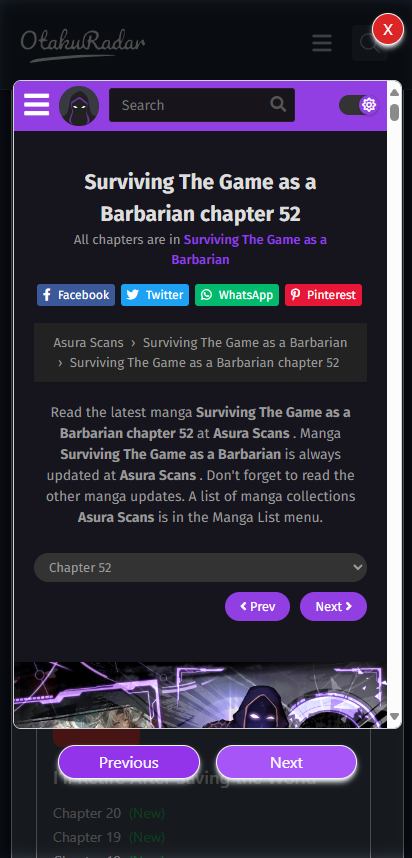 OtakuRadar
X
Search
Surviving The Game as a
Barbarian chapter 52
All chapters are in Surviving The Game as a
Barbarian
Facebook Twitter WhatsApp Pinterest
Asura Scans › Surviving The Game as a Barbarian
› Surviving The Game as a Barbarian chapter 52
Read the latest manga Surviving The Game as a
Barbarian chapter 52 at Asura Scans . Manga
Surviving The Game as a Barbarian is always
updated at Asura Scans . Don't forget to read the
other manga updates. A list of manga collections
Asura Scans is in the Manga List menu.
Chapter 52
Prev Next
Previous Next
After Saving the World
Chapter 20 (New)
Chapter 19 (New)